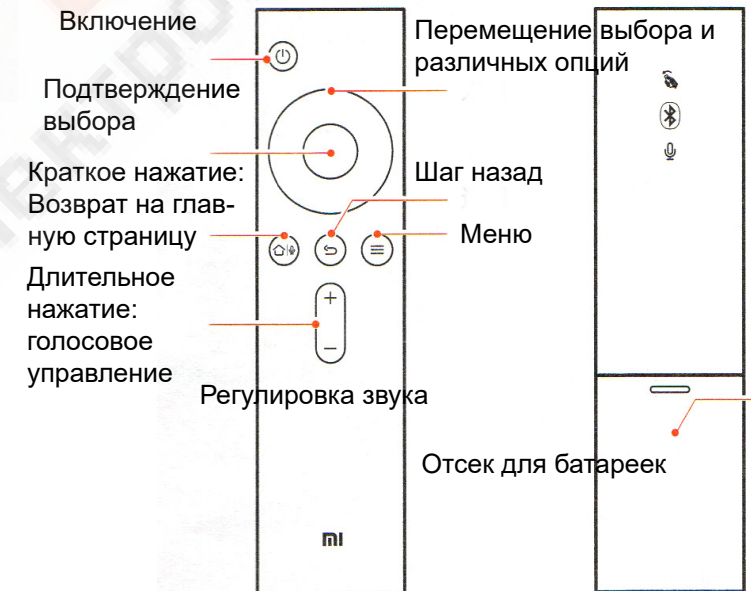 Включение
Подтверждение
выбора
Краткое нажатие:
Возврат на глав-
ную страницу
Длительное
нажатие:
голосовое
управление
Регулировка звука
Перемещение выбора и
различных опций
Шаг назад
Меню
Отсек для батареек
mi